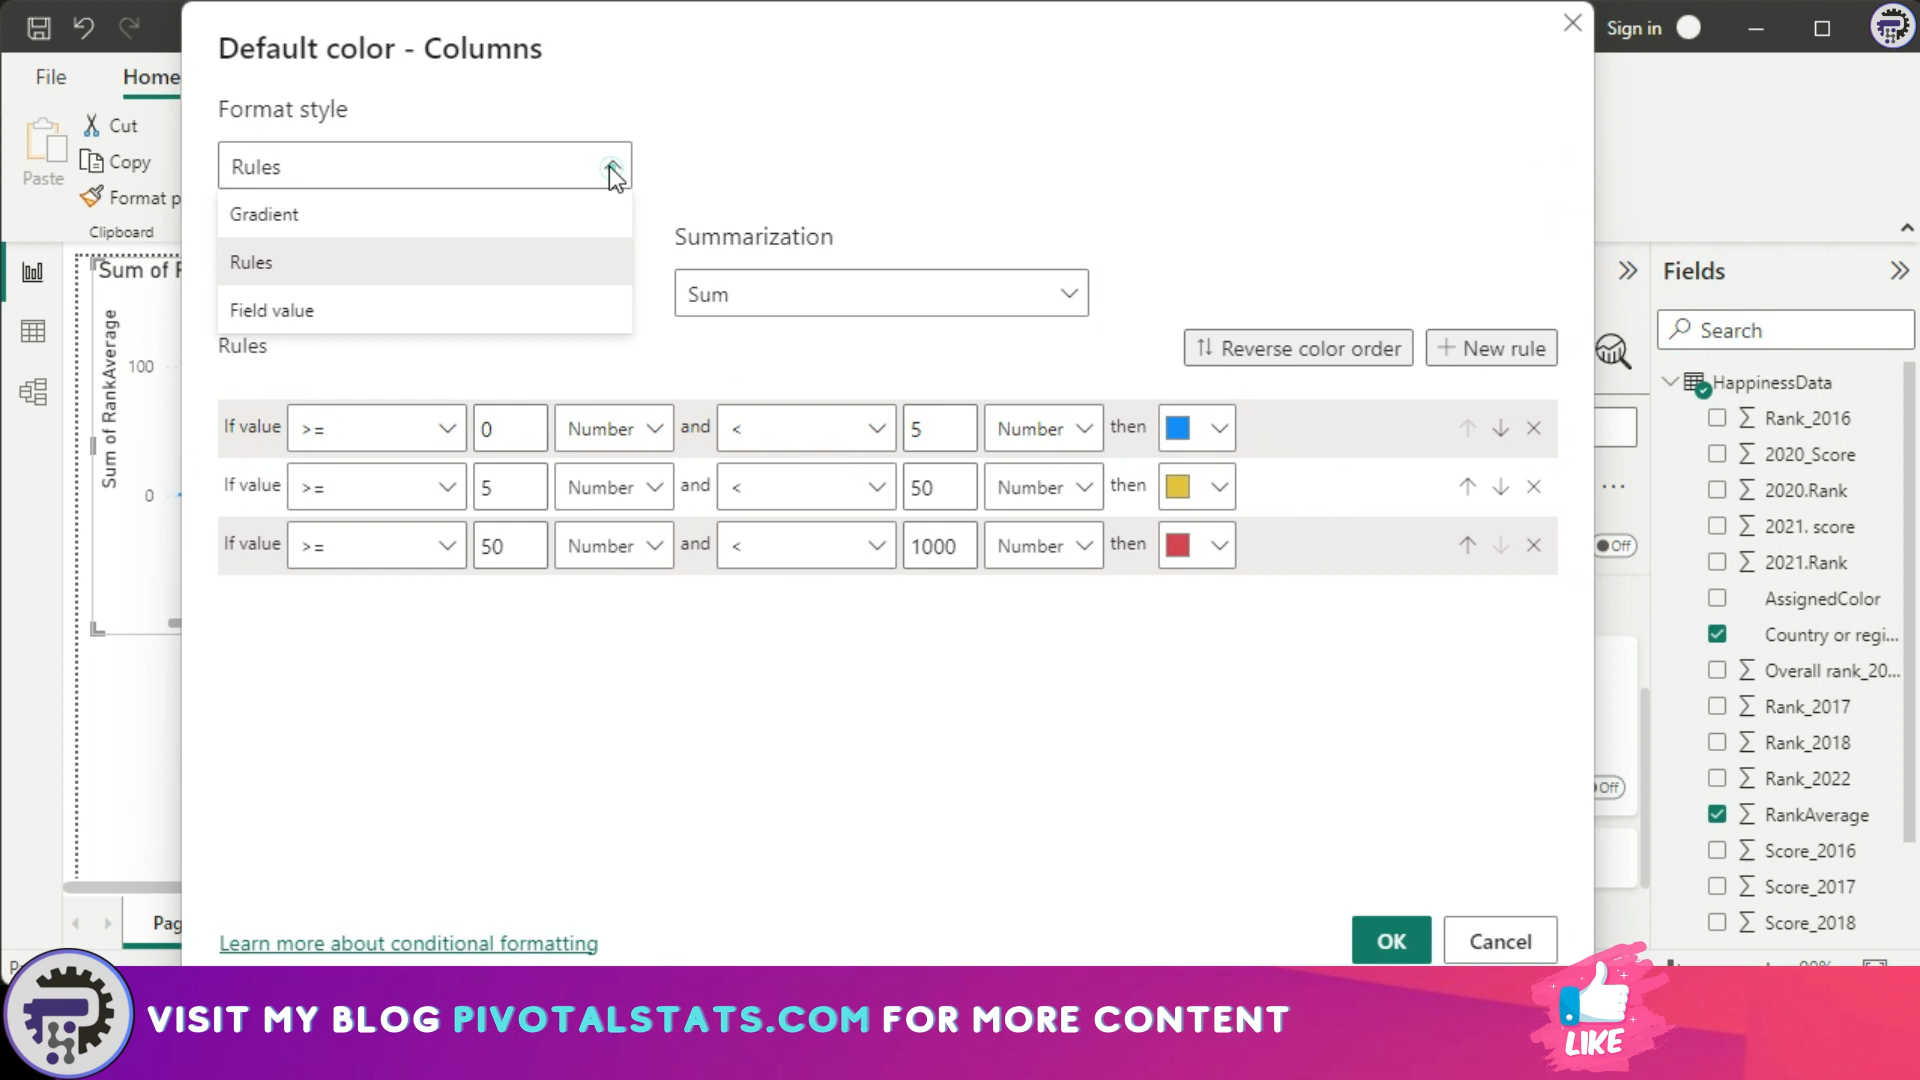 Sign in
File
Home
Cut
Copy
Paste
Format p
Clipboard
Default color - Columns
Format style
Rules
Gradient
Rules
Field value
Summarization
Sum
Rules
Reverse color order
New rule
If value >= 0 Number and < 5 Number then
If value >= 5 Number and < 50 Number then
If value >= 50 Number and < 1000 Number then
Learn more about conditional formatting
OK
Cancel
Sum of R
Sum of RankAverage
100
0
Pag
Off
Off
Fields
Search
HappinessData
Rank_2016
2020_Score
2020.Rank
2021. score
2021.Rank
AssignedColor
Country or regi...
Overall rank_20...
Rank_2017
Rank_2018
Rank_2022
RankAverage
Score_2016
Score_2017
Score_2018
VISIT MY BLOG PIVOTALSTATS.COM FOR MORE CONTENT
LIKE